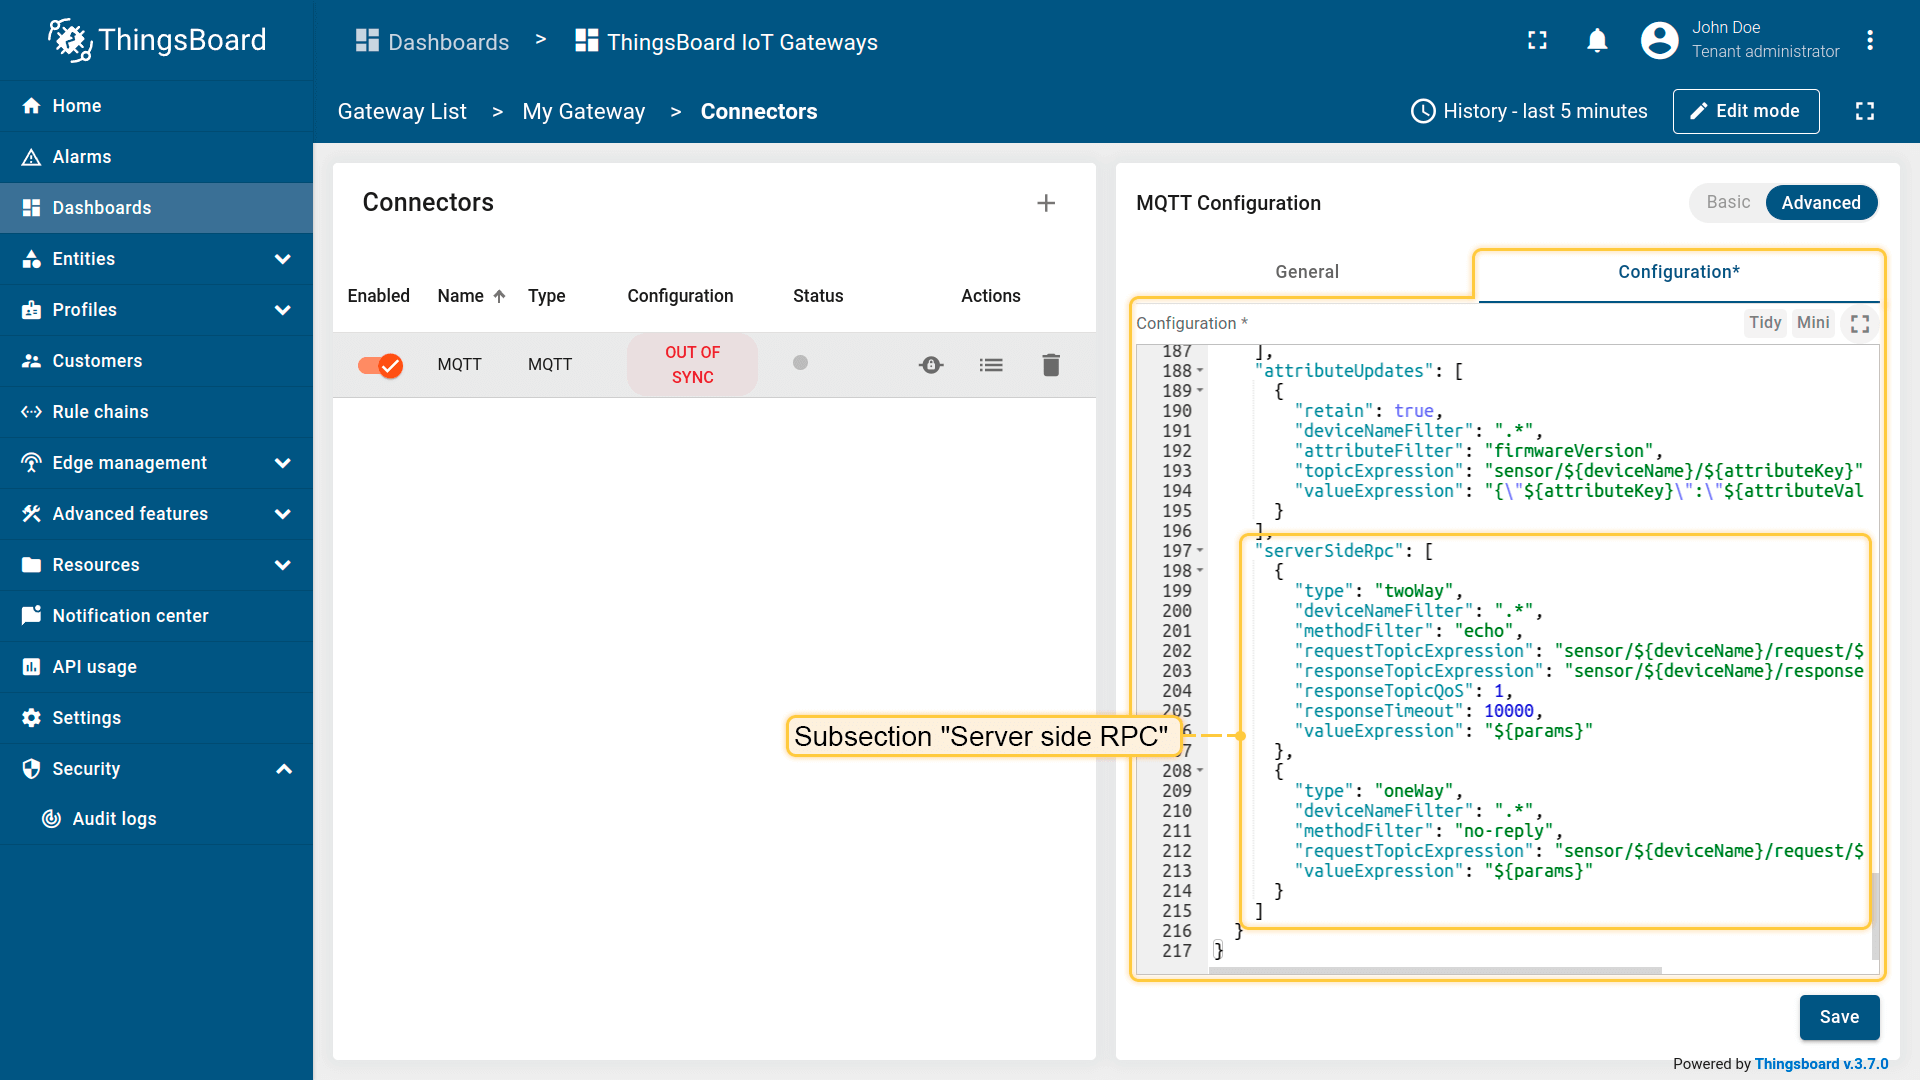 ThingsBoard
Dashboards > ThingsBoard IoT Gateways
John Doe
Tenant administrator
Gateway List > My Gateway > Connectors
History - last 5 minutes
Edit mode
Home
Alarms
Dashboards
Entities
Profiles
Customers
Rule chains
Edge management
Advanced features
Resources
Notification center
API usage
Settings
Security
Audit logs
Connectors
Enabled Name Type Configuration Status Actions
MQTT MQTT OUT OF
SYNC
MQTT Configuration
Basic Advanced
General Configuration*
Configuration *
Tidy Mini
187 ],
188 "attributeUpdates": [
189 {
190 "retain": true,
191 "deviceNameFilter": ".*",
192 "attributeFilter": "firmwareVersion",
193 "topicExpression": "sensor/${deviceName}/${attributeKey}"
194 "valueExpression": "{\"${attributeKey}\":\"${attributeVal
195 }
196 ],
197 "serverSideRpc": [
198 {
199 "type": "twoWay",
200 "deviceNameFilter": ".*",
201 "methodFilter": "echo",
202 "requestTopicExpression": "sensor/${deviceName}/request/$
203 "responseTopicExpression": "sensor/${deviceName}/response
204 "responseTopicQoS": 1,
205 "responseTimeout": 10000,
6 "valueExpression": "${params}"
7 },
208 {
209 "type": "oneWay",
210 "deviceNameFilter": ".*",
211 "methodFilter": "no-reply",
212 "requestTopicExpression": "sensor/${deviceName}/request/$
213 "valueExpression": "${params}"
214 }
215 ]
216 }
217 }
Subsection "Server side RPC"
Save
Powered by Thingsboard v.3.7.0